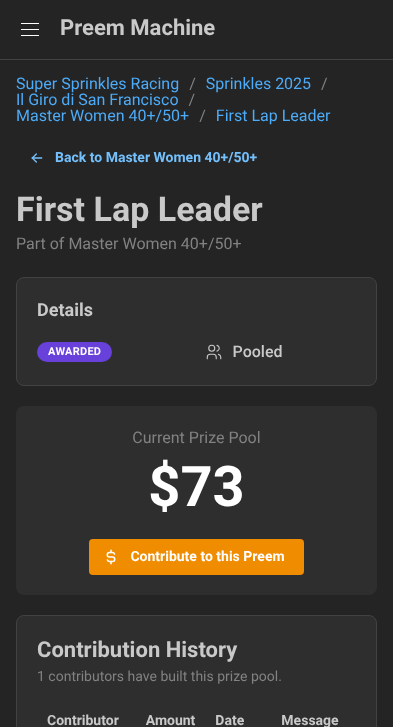 Preem Machine
Super Sprinkles Racing / Sprinkles 2025 /
Il Giro di San Francisco /
Master Women 40+/50+ / First Lap Leader
Back to Master Women 40+/50+
First Lap Leader
Part of Master Women 40+/50+
Details
AWARDED Pooled
Current Prize Pool
$73
$ Contribute to this Preem
Contribution History
1 contributors have built this prize pool.
Contributor Amount Date Message